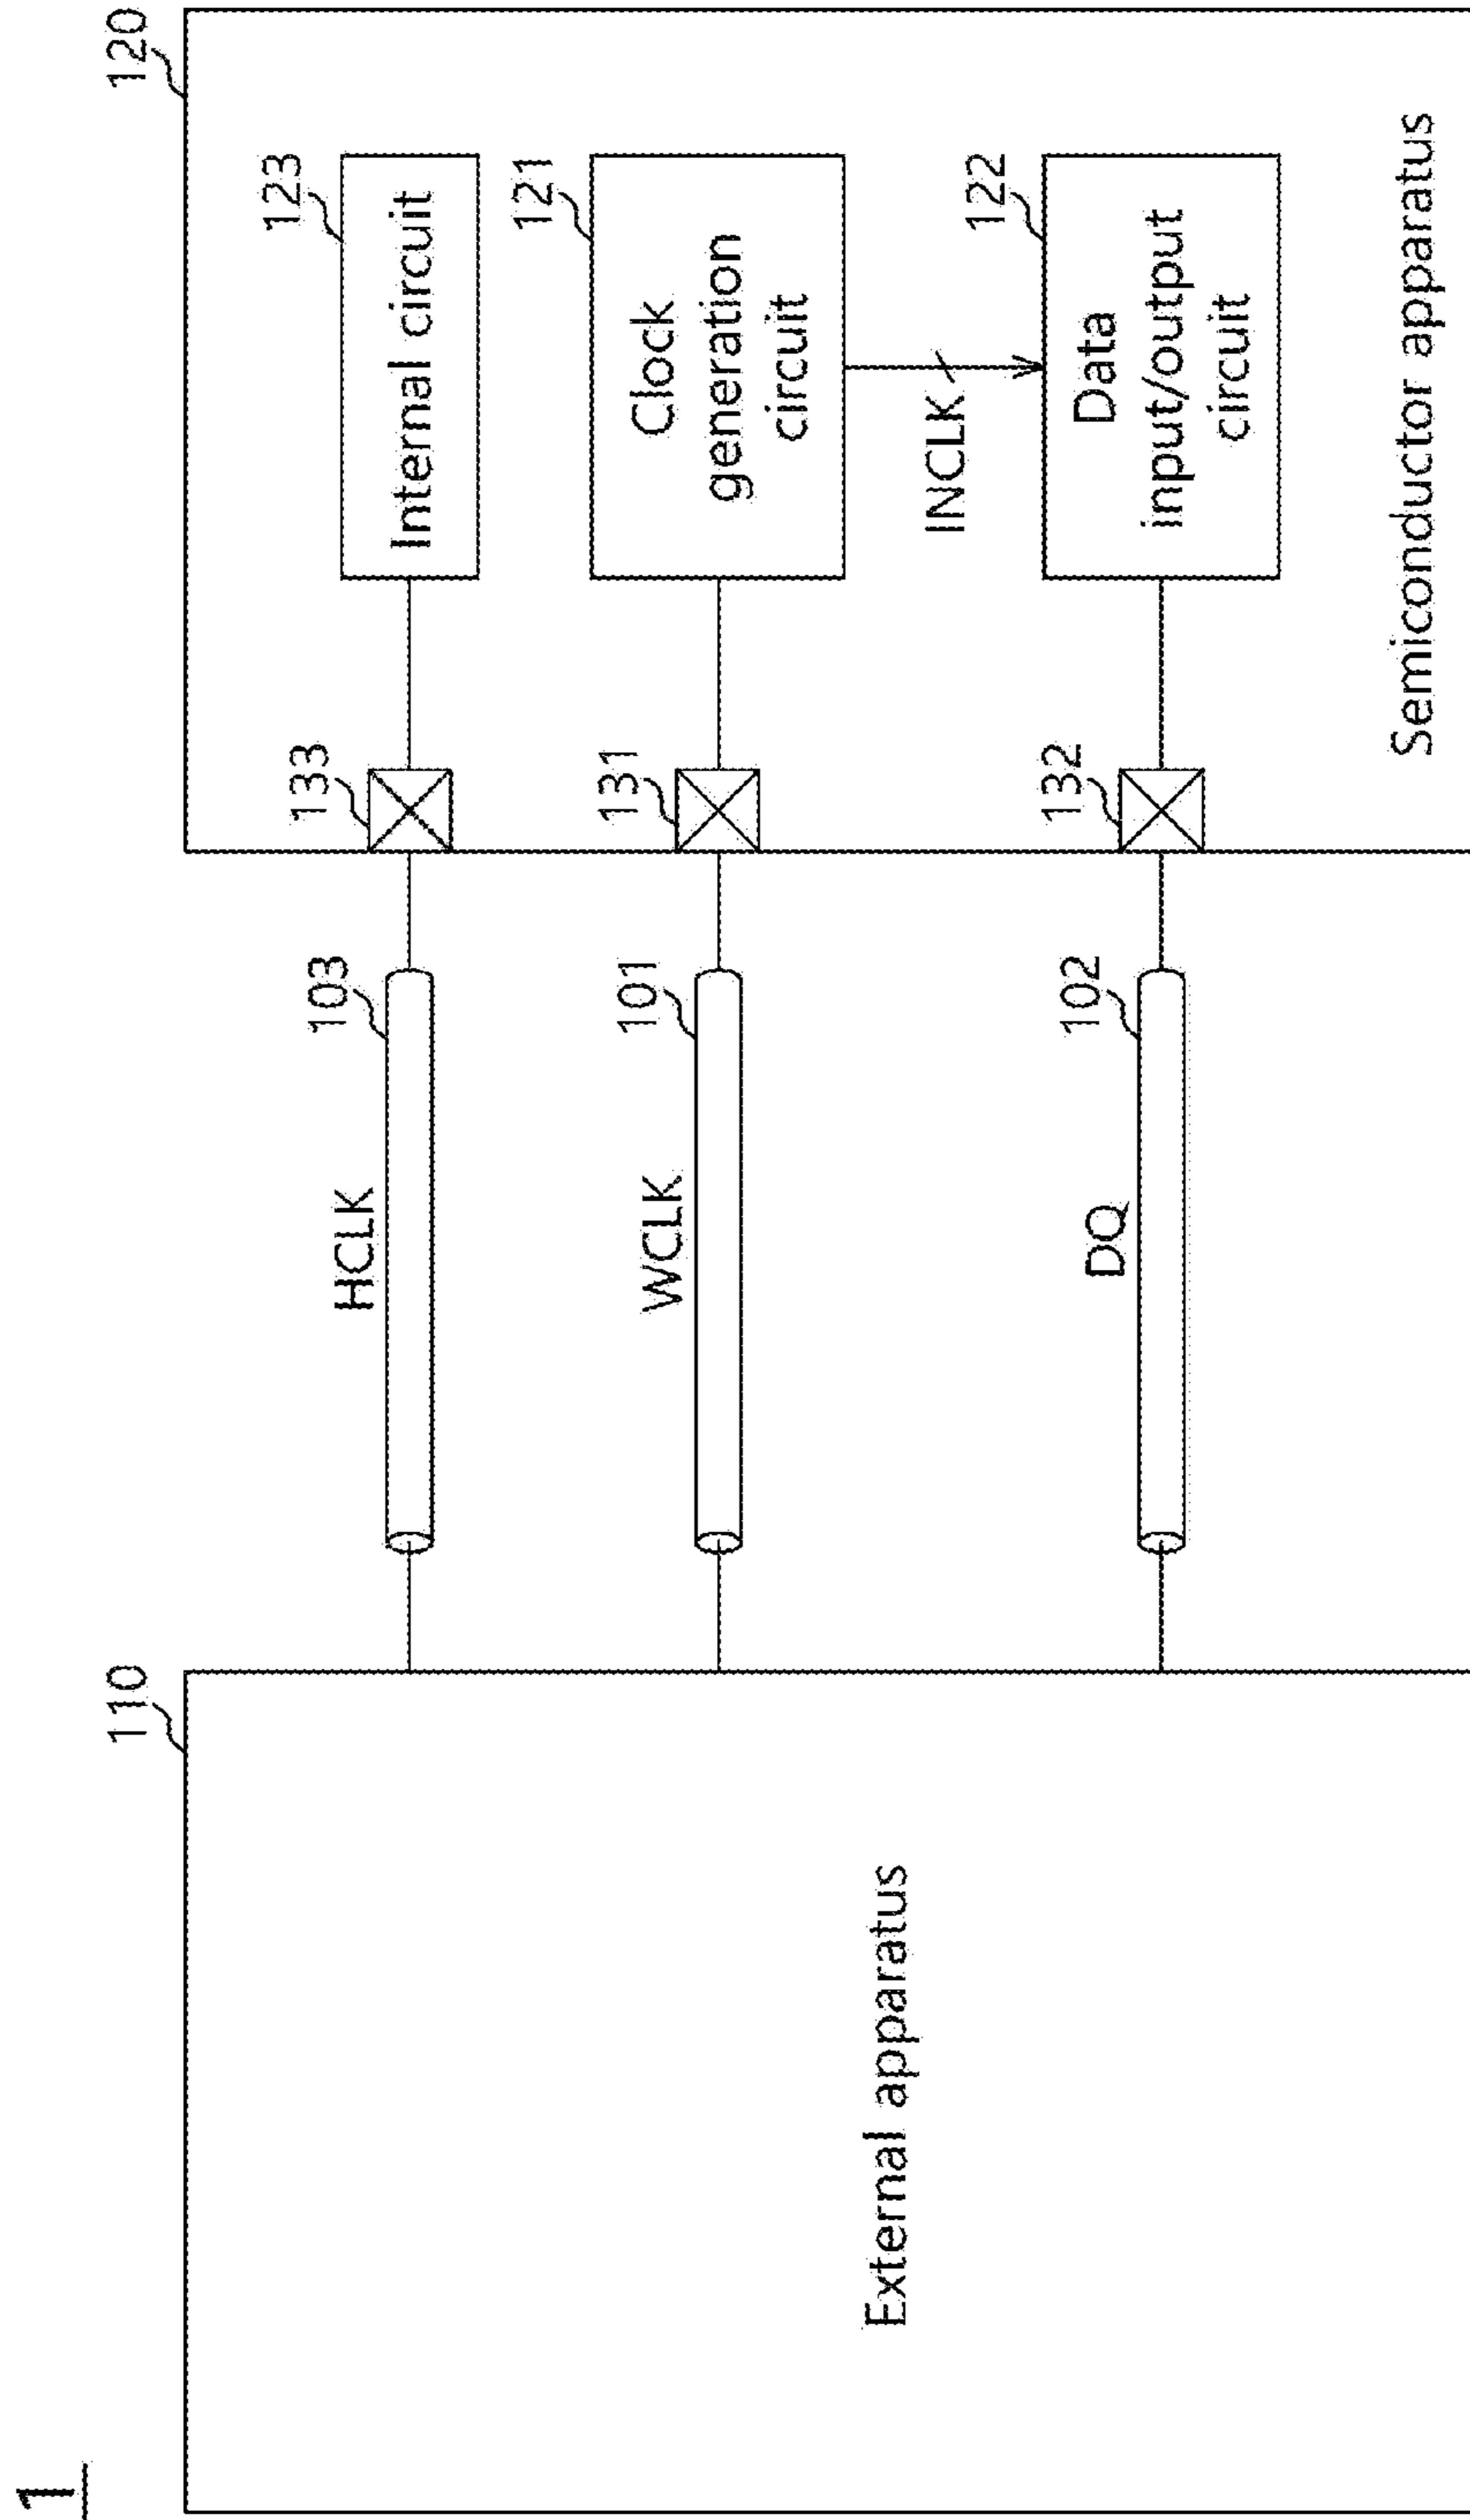 1
110
120
External apparatus
HCLK
103
133
123
Internal circuit
WCLK
101
131
121
Clock
generation
circuit
INCLK
DQ
102
132
122
Data
input/output
circuit
Semiconductor apparatus